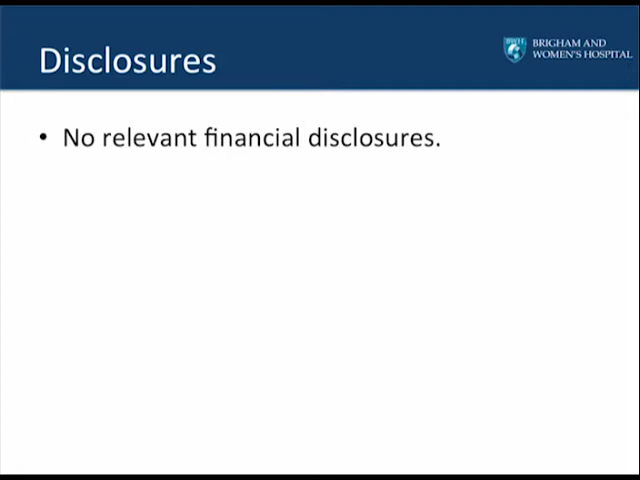 Disclosures
BRIGHAM AND
WOMEN'S HOSPITAL
• No relevant financial disclosures.